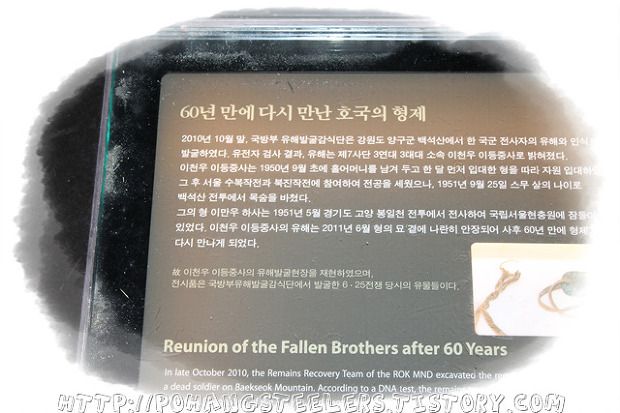 60년 만에 다시 만난 호국의 형제
2010년 10월 말, 국방부 유해발굴감식단은 강원도 양구군 백석산에서 한 국군 전사자의 유해와 인식
발굴하였다. 유전자 검사 결과, 유해는 제7사단 3연대 3대대 소속 이천우 이등중사로 밝혀졌다.
이천우 이등중사는 1950년 9월 초에 홀어머니를 남겨 두고 한 달 먼저 입대한 형을 따라 자원 입대하
그 후 서울 수복작전과 북진작전에 참여하여 전공을 세웠으나, 1951년 9월 25일 스무 살의 나이로
백석산 전투에서 목숨을 바쳤다.
그의 형 이만우 하사는 1951년 5월 경기도 고양 봉일천 전투에서 전사하여 국립서울현충원에 잠들어
있었다. 이천우 이등중사의 유해는 2011년 6월 형의 묘 곁에 나란히 안장되어 사후 60년 만에 형제
다시 만나게 되었다.
故 이천우 이등중사의 유해발굴현장을 재현하였으며,
전시품은 국방부유해발굴감식단에서 발굴한 6·25전쟁 당시의 유물들이다.
Reunion of the Fallen Brothers after 60 Years
In late October 2010, the Remains Recovery Team of the ROK MND excavated the
a dead soldier on Baekseok Mountain. According to a DNA test, the
HTTP://POHANGSTEELERS.TISTORY.COM